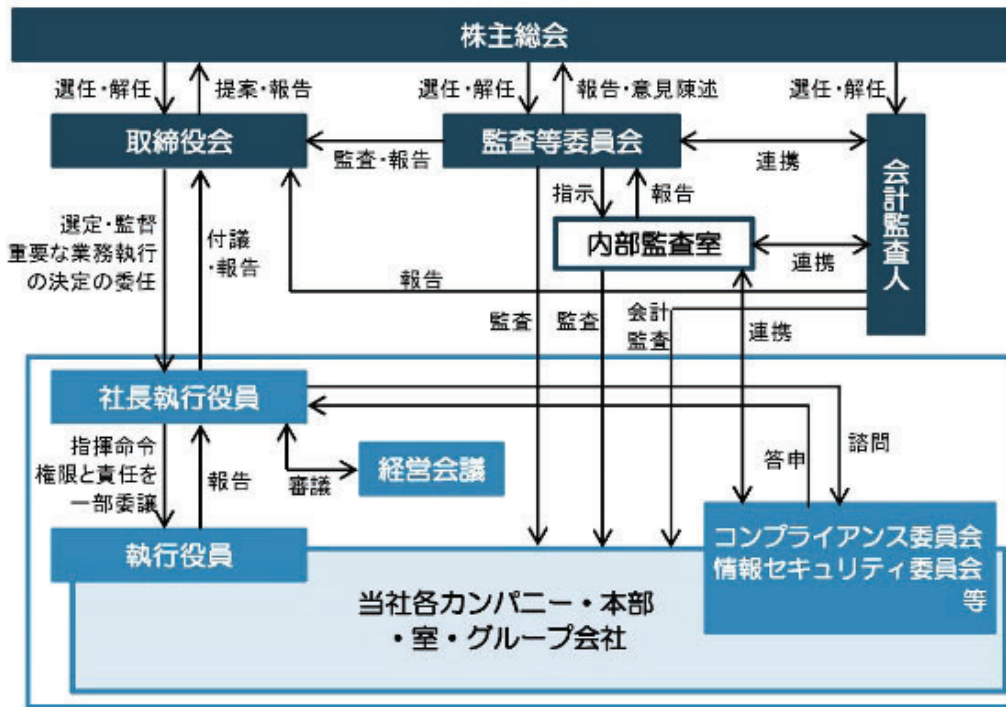 株主総会
選任・解任
提案・報告
選任・解任
報告・意見陳述
選任・解任
取締役会
監査等委員会
監査・報告
連携
会計監査人
指示
報告
選定・監督
重要な業務執行
の決定の委任
付議
・報告
内部監査室
連携
報告
監査
監査
会計
監査
連携
社長執行役員
指揮命令
権限と責任を
一部委譲
報告
審議
経営会議
答申
諮問
執行役員
コンプライアンス委員会
情報セキュリティ委員会
等
当社各カンパニー・本部
・室・グループ会社